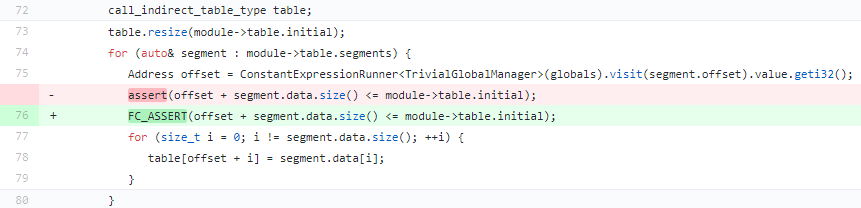 72 call_indirect_table_type table;
73 table.resize(module->table.initial);
74 for (auto& segment : module->table.segments) {
75 Address offset = ConstantExpressionRunner<TrivialGlobalManager>(globals).visit(segment.offset).value.geti32();
- assert(offset + segment.data.size() <= module->table.initial);
76 + FC_ASSERT(offset + segment.data.size() <= module->table.initial);
77 for (size_t i = 0; i != segment.data.size(); ++i) {
78 table[offset + i] = segment.data[i];
79 }
80 }